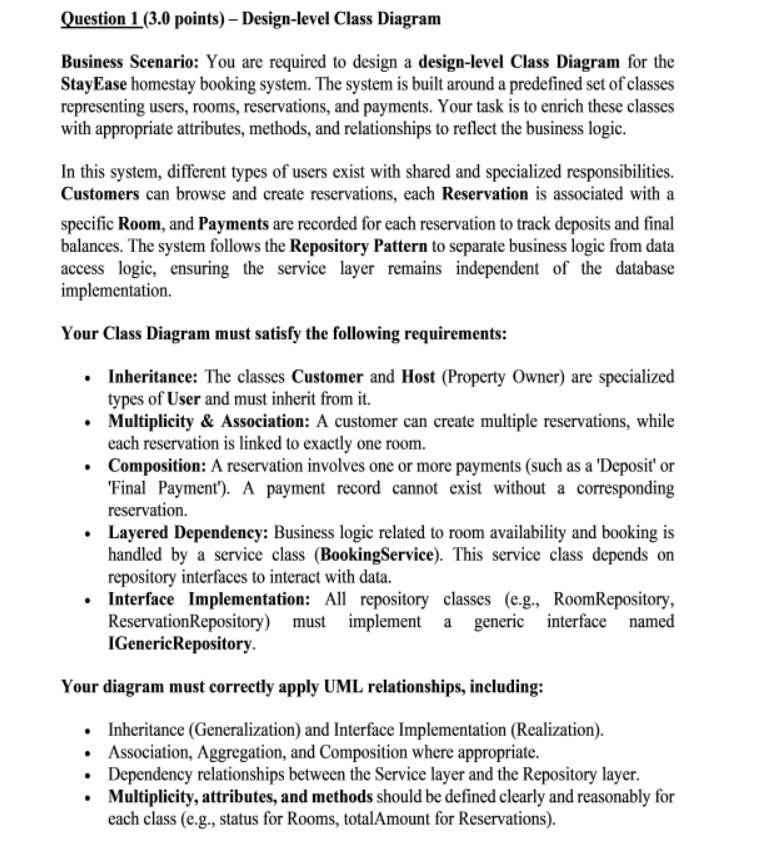 Question 1 (3.0 points) – Design-level Class Diagram
Business Scenario: You are required to design a design-level Class Diagram for the
StayEase homestay booking system. The system is built around a predefined set of classes
representing users, rooms, reservations, and payments. Your task is to enrich these classes
with appropriate attributes, methods, and relationships to reflect the business logic.
In this system, different types of users exist with shared and specialized responsibilities.
Customers can browse and create reservations, each Reservation is associated with a
specific Room, and Payments are recorded for each reservation to track deposits and final
balances. The system follows the Repository Pattern to separate business logic from data
access logic, ensuring the service layer remains independent of the database
implementation.
Your Class Diagram must satisfy the following requirements:
• Inheritance: The classes Customer and Host (Property Owner) are specialized
types of User and must inherit from it.
• Multiplicity & Association: A customer can create multiple reservations, while
each reservation is linked to exactly one room.
• Composition: A reservation involves one or more payments (such as a 'Deposit' or
'Final Payment'). A payment record cannot exist without a corresponding
reservation.
• Layered Dependency: Business logic related to room availability and booking is
handled by a service class (BookingService). This service class depends on
repository interfaces to interact with data.
• Interface Implementation: All repository classes (e.g., RoomRepository,
ReservationRepository) must implement a generic interface named
IGenericRepository.
Your diagram must correctly apply UML relationships, including:
• Inheritance (Generalization) and Interface Implementation (Realization).
• Association, Aggregation, and Composition where appropriate.
• Dependency relationships between the Service layer and the Repository layer.
• Multiplicity, attributes, and methods should be defined clearly and reasonably for
each class (e.g., status for Rooms, totalAmount for Reservations).